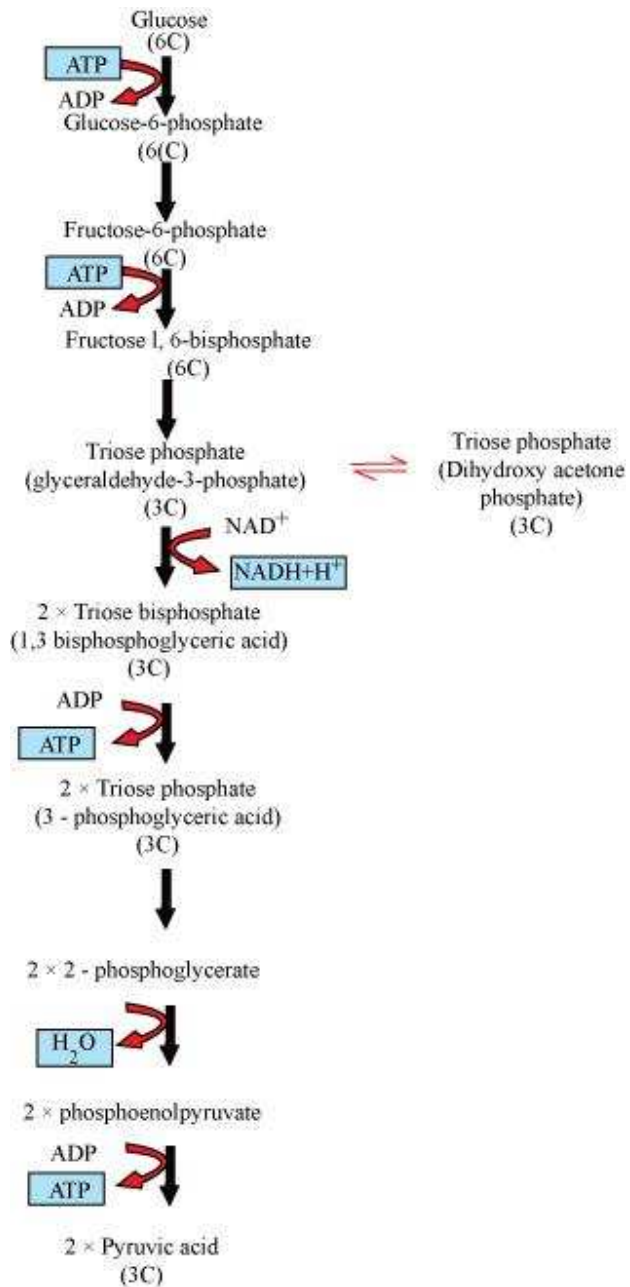 Glucose
(6C)
ATP
ADP
Glucose-6-phosphate
(6(C)
Fructose-6-phosphate
(6C)
ATP
ADP
Fructose l, 6-bisphosphate
(6C)
Triose phosphate
(glyceraldehyde-3-phosphate)
(3C)
Triose phosphate
(Dihydroxy acetone
phosphate)
(3C)
NAD⁺
NADH+H⁺
2 × Triose bisphosphate
(1,3 bisphosphoglyceric acid)
(3C)
ADP
ATP
2 × Triose phosphate
(3 - phosphoglyceric acid)
(3C)
2 × 2 - phosphoglycerate
H₂O
2 × phosphoenolpyruvate
ADP
ATP
2 × Pyruvic acid
(3C)